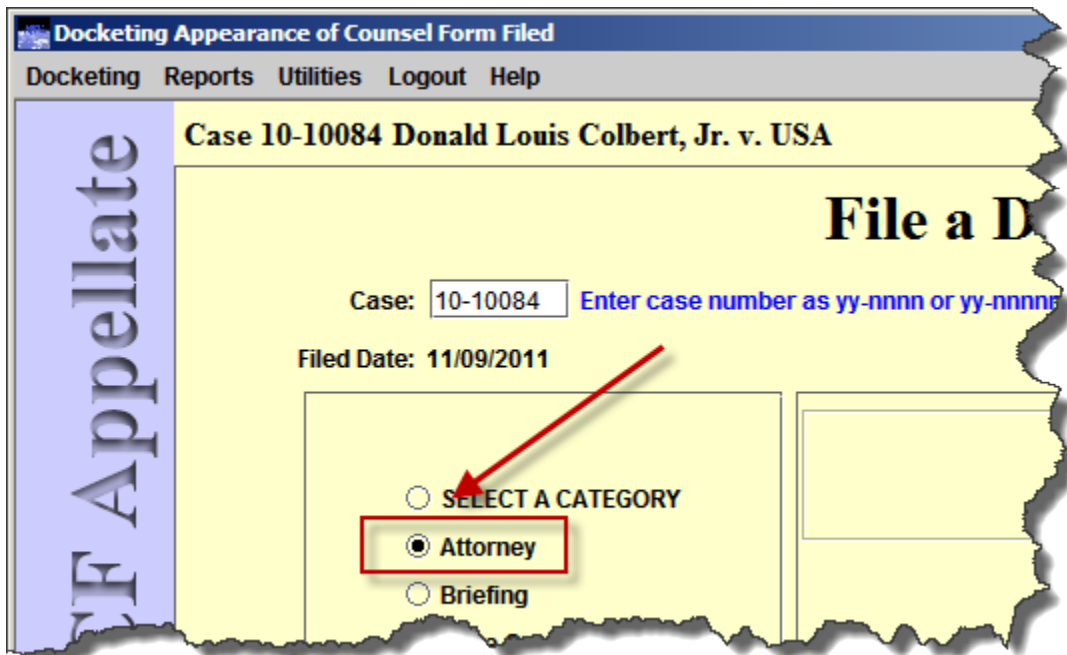 Docketing Appearance of Counsel Form Filed
Docketing Reports Utilities Logout Help
CF Appellate
Case 10-10084 Donald Louis Colbert, Jr. v. USA
File a D
Case: 10-10084 Enter case number as yy-nnnn or yy-nnnnn
Filed Date: 11/09/2011
SELECT A CATEGORY
Attorney
Briefing